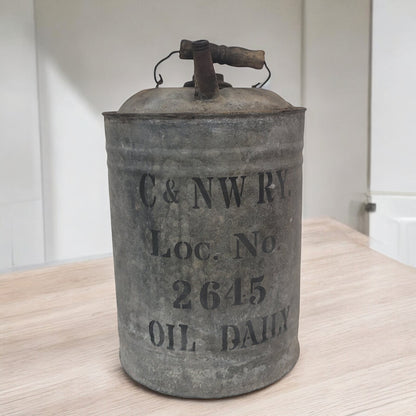 C & NW RY.
Loc. No.
2645
OIL DAILY